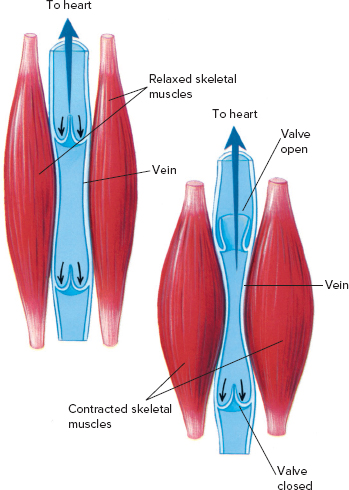 To heart
Relaxed skeletal
muscles
Vein
To heart
Valve
open
Vein
Contracted skeletal
muscles
Valve
closed